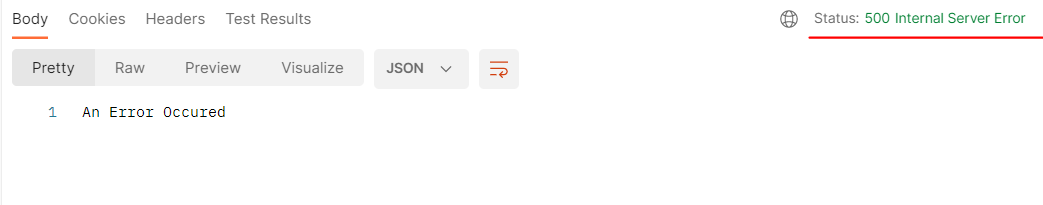 Body Cookies Headers Test Results Status: 500 Internal Server Error
Pretty Raw Preview Visualize JSON
1 An Error Occured